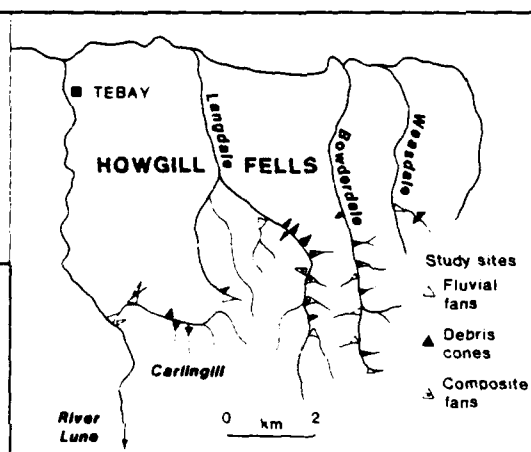 TEBAY
Langdale
HOWGILL FELLS
Bowderdale
Weasdale
Study sites
Fluvial
fans
Debris
cones
Composite
fans
Carlingill
0 km 2
River
Lune